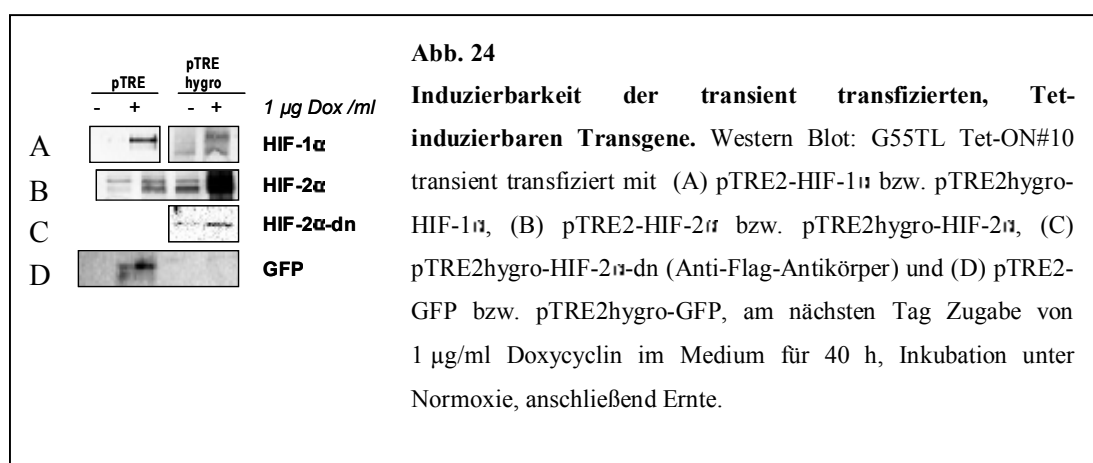 pTRE
pTRE hygro
- + - + 1 µg Dox /ml
A HIF-1α
B HIF-2α
C HIF-2α-dn
D GFP
Abb. 24
Induzierbarkeit der transient transfizierten, Tet-
induzierbaren Transgene. Western Blot: G55TL Tet-ON#10
transient transfiziert mit (A) pTRE2-HIF-1α bzw. pTRE2hygro-
HIF-1α, (B) pTRE2-HIF-2α bzw. pTRE2hygro-HIF-2α, (C)
pTRE2hygro-HIF-2α-dn (Anti-Flag-Antikörper) und (D) pTRE2-
GFP bzw. pTRE2hygro-GFP, am nächsten Tag Zugabe von
1 µg/ml Doxycyclin im Medium für 40 h, Inkubation unter
Normoxie, anschließend Ernte.